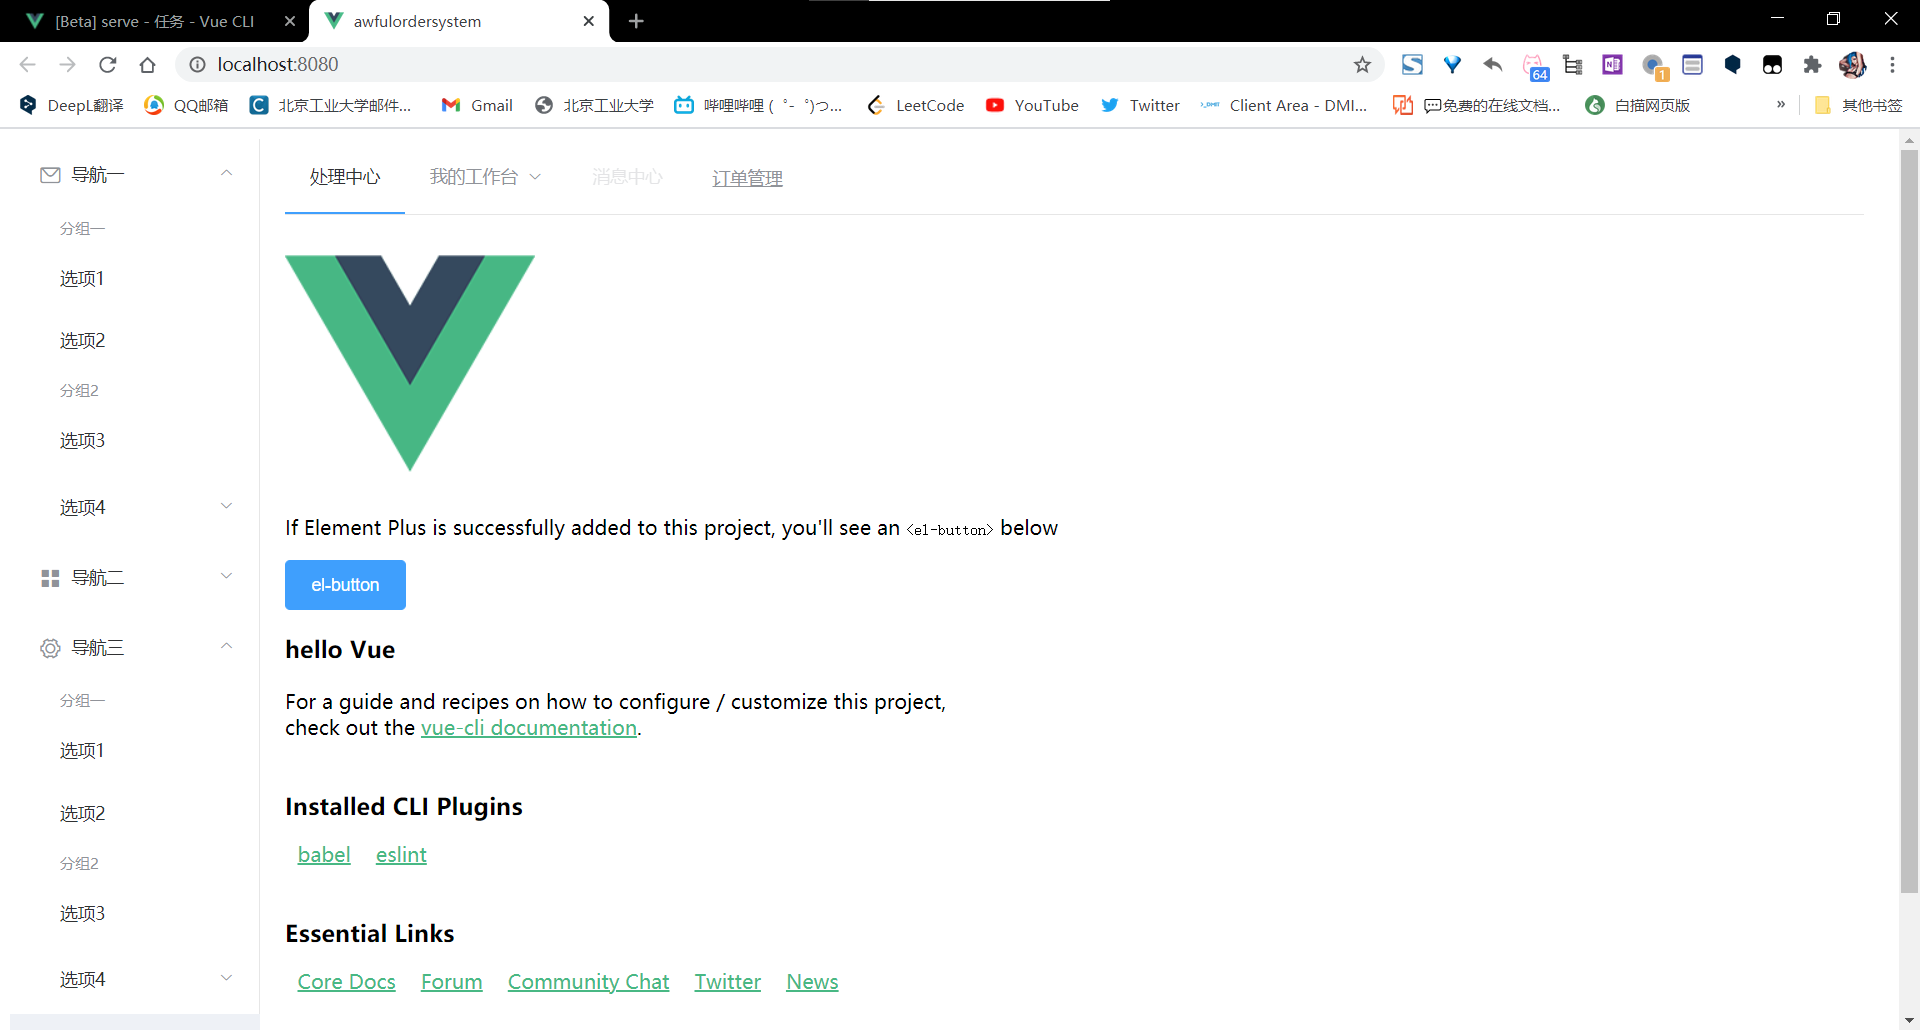 [Beta] serve - 任务 - Vue CLI
awfulordersystem
localhost:8080
64
1
DeepL翻译
QQ邮箱
北京工业大学邮件...
Gmail
北京工业大学
哔哩哔哩 ( ゜- ゜)つ...
LeetCode
YouTube
Twitter
Client Area - DMI...
免费的在线文档...
白描网页版
»
其他书签
导航一
分组一
选项1
选项2
分组2
选项3
选项4
导航二
导航三
分组一
选项1
选项2
分组2
选项3
选项4
处理中心
我的工作台
消息中心
订单管理
If Element Plus is successfully added to this project, you'll see an <el-button> below
el-button
hello Vue
For a guide and recipes on how to configure / customize this project,
check out the vue-cli documentation.
Installed CLI Plugins
babel eslint
Essential Links
Core Docs Forum Community Chat Twitter News